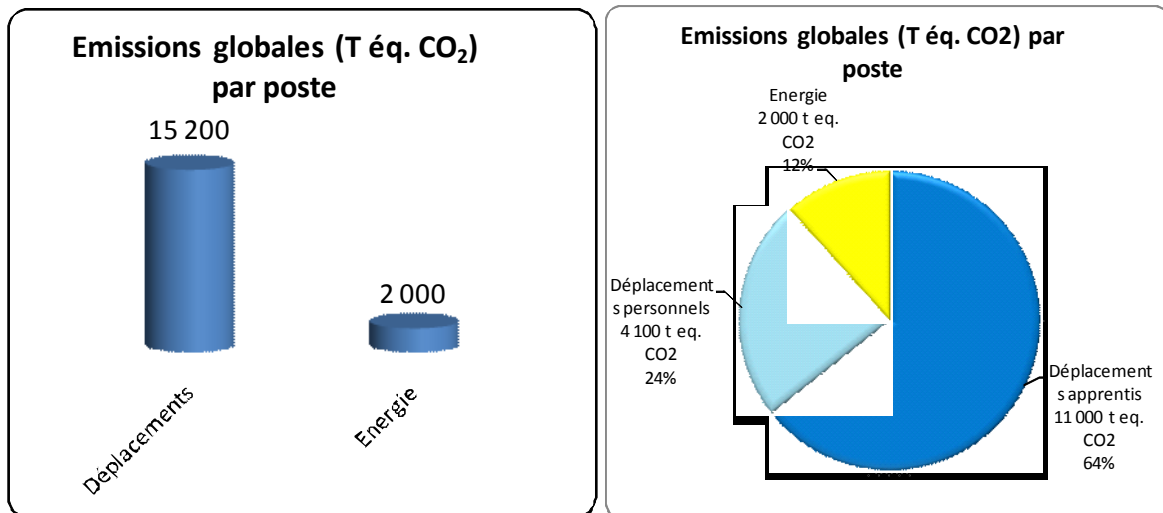 Emissions globales (T éq. CO₂)
par poste
15 200
2 000
Déplacements
Energie
Emissions globales (T éq. CO2) par
poste
Energie
2 000 t eq.
CO2
12%
Déplacement
s personnels
4 100 t eq.
CO2
24%
Déplacement
s apprentis
11 000 t eq.
CO2
64%